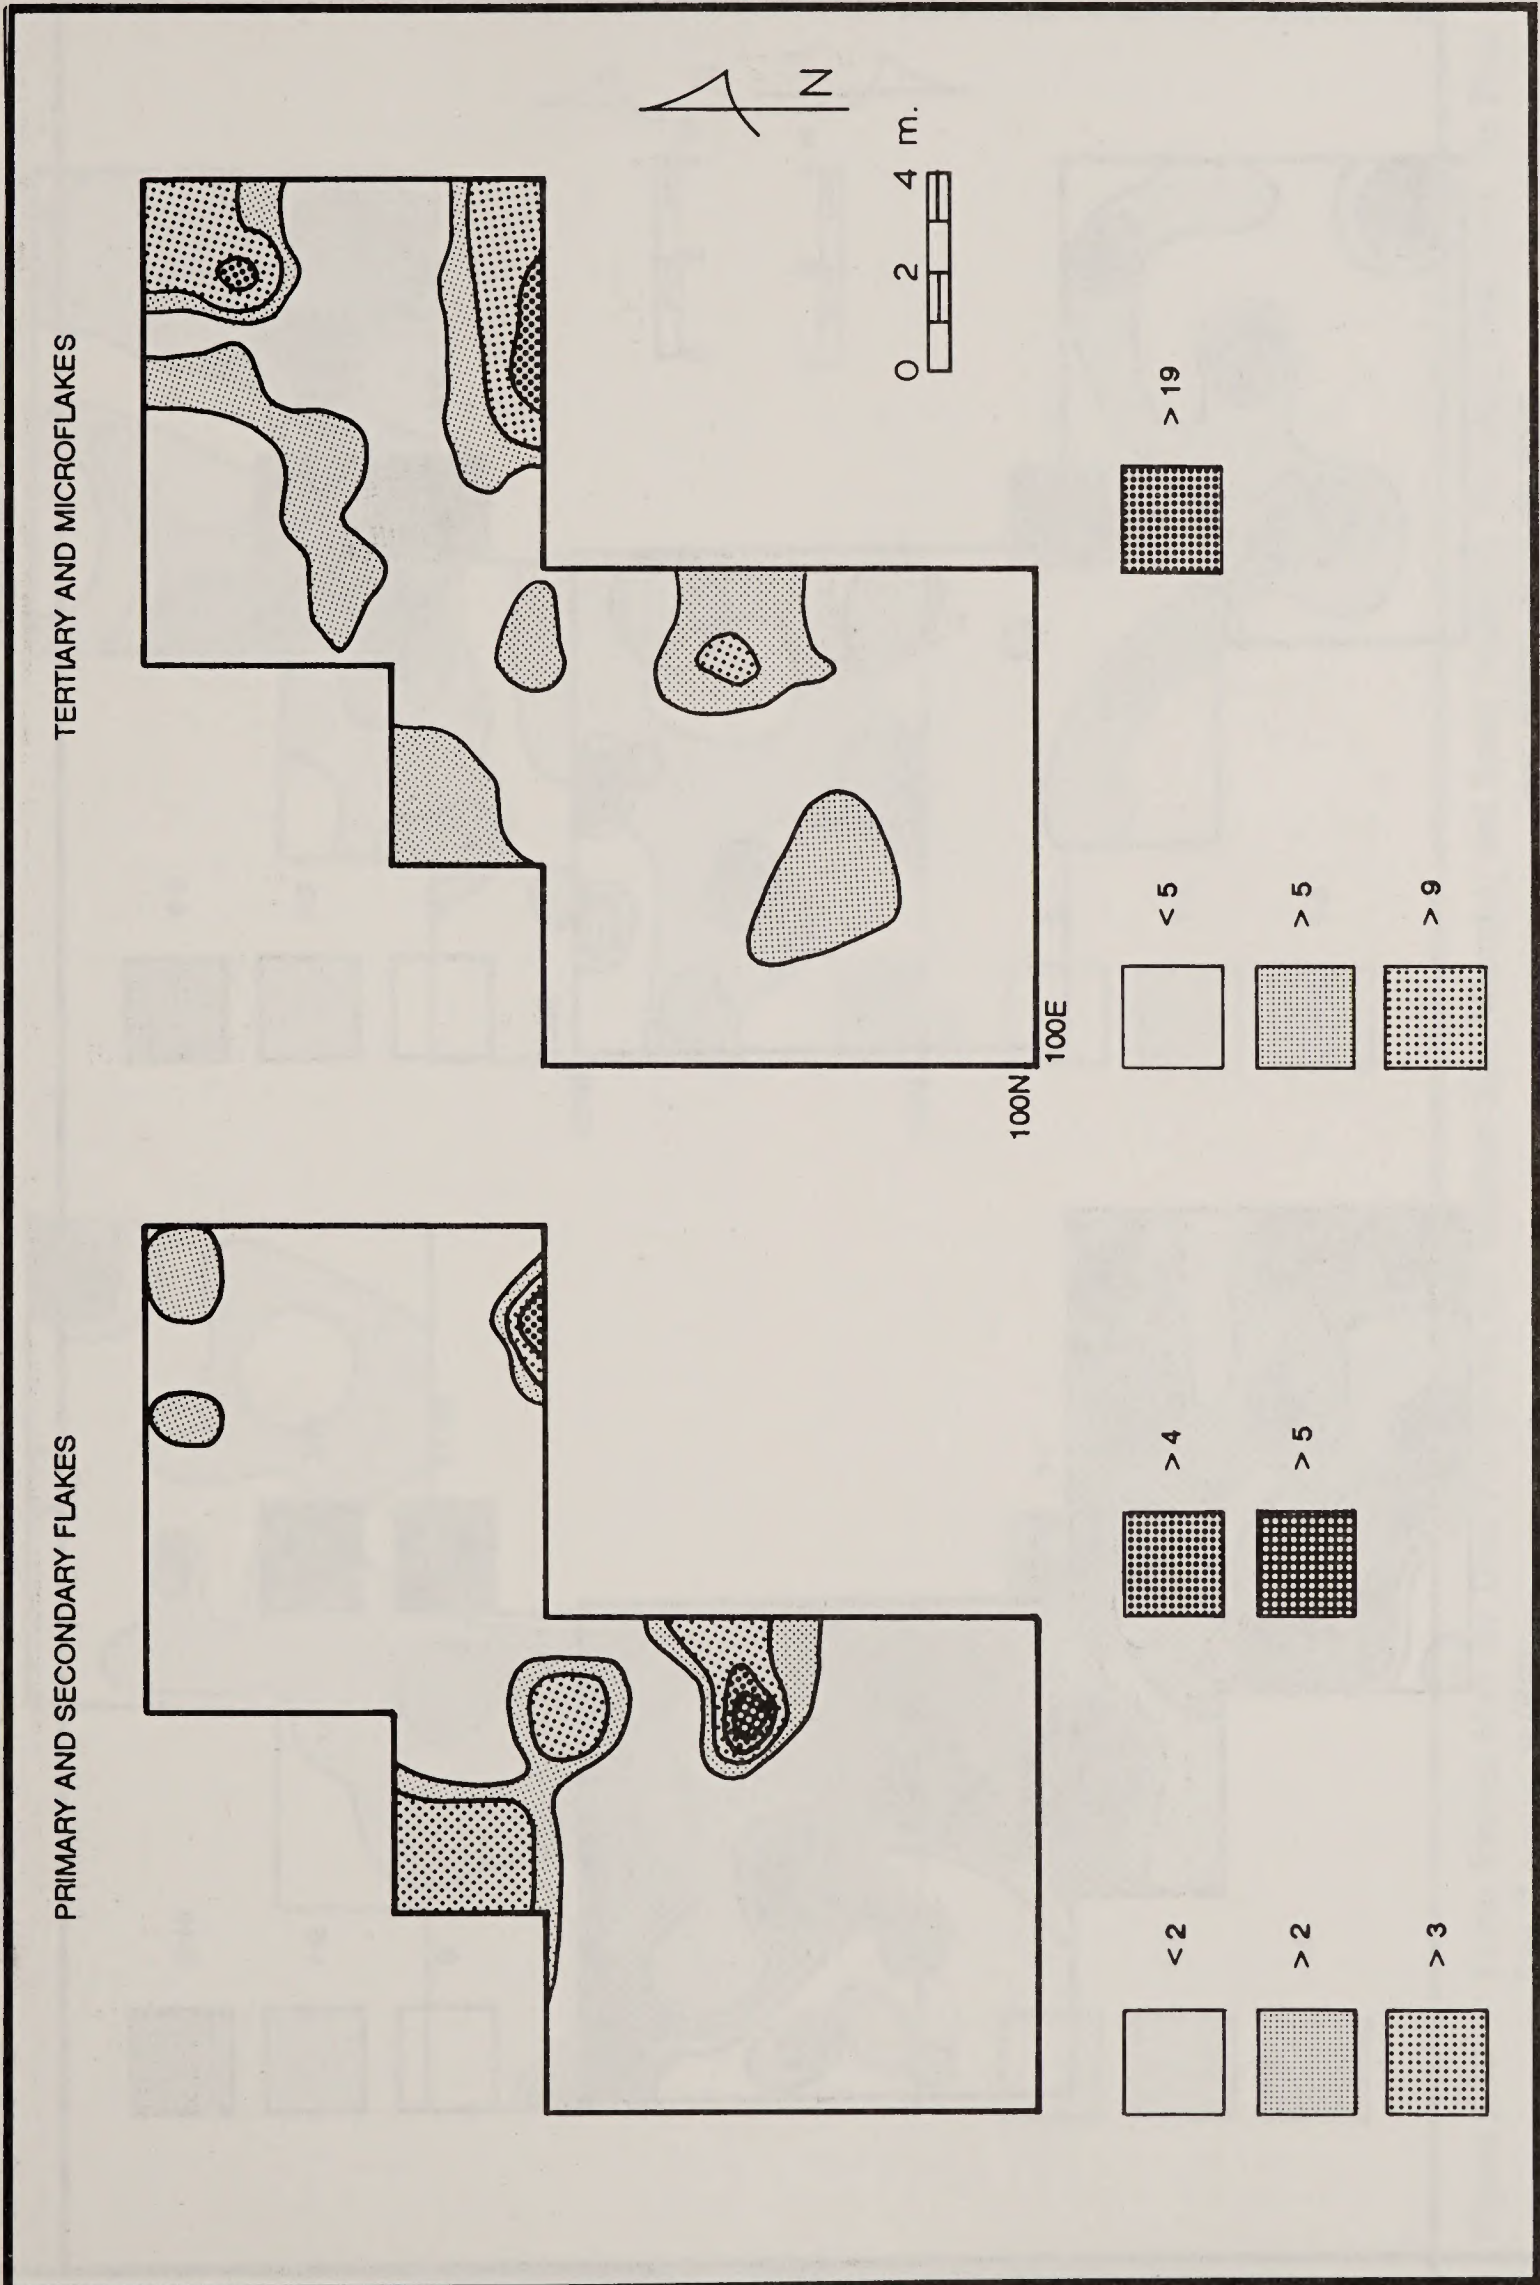 PRIMARY AND SECONDARY FLAKES
TERTIARY AND MICROFLAKES
N
0 2 4 m.
100N
100E
< 2
> 2
> 3
> 4
> 5
< 5
> 5
> 9
> 19